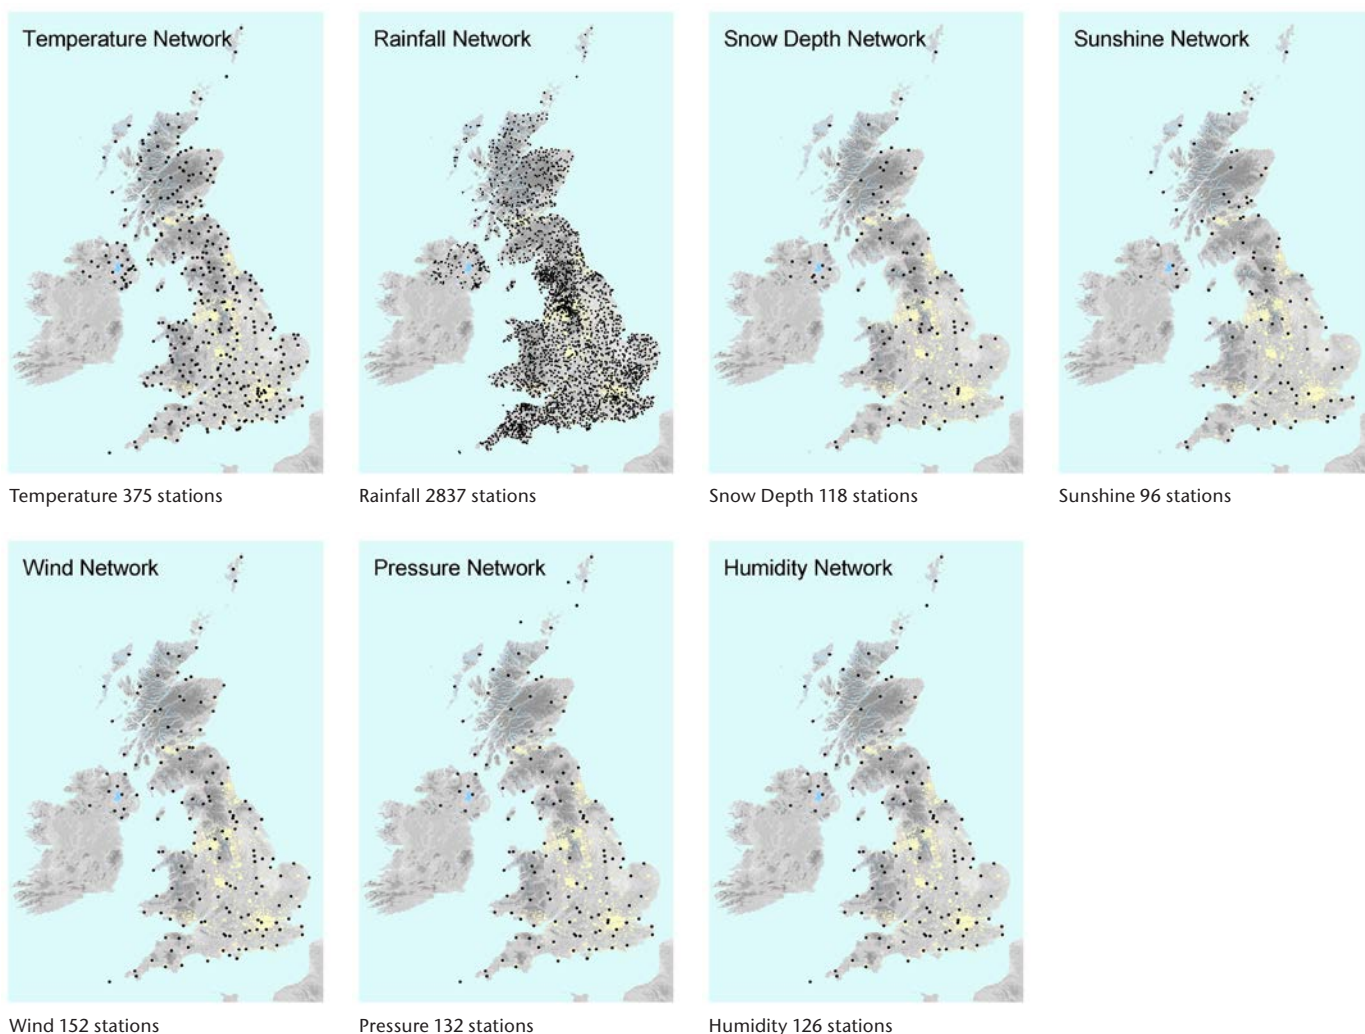 Temperature Network
Rainfall Network
Snow Depth Network
Sunshine Network
Temperature 375 stations
Rainfall 2837 stations
Snow Depth 118 stations
Sunshine 96 stations
Wind Network
Pressure Network
Humidity Network
Wind 152 stations
Pressure 132 stations
Humidity 126 stations